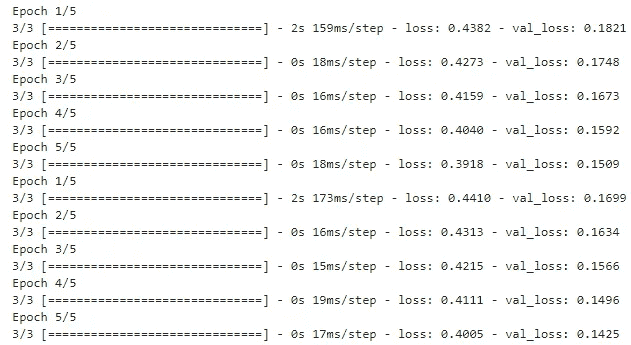 Epoch 1/5
3/3 [==============================] - 2s 159ms/step - loss: 0.4382 - val_loss: 0.1821
Epoch 2/5
3/3 [==============================] - 0s 18ms/step - loss: 0.4273 - val_loss: 0.1748
Epoch 3/5
3/3 [==============================] - 0s 16ms/step - loss: 0.4159 - val_loss: 0.1673
Epoch 4/5
3/3 [==============================] - 0s 16ms/step - loss: 0.4040 - val_loss: 0.1592
Epoch 5/5
3/3 [==============================] - 0s 18ms/step - loss: 0.3918 - val_loss: 0.1509
Epoch 1/5
3/3 [==============================] - 2s 173ms/step - loss: 0.4410 - val_loss: 0.1699
Epoch 2/5
3/3 [==============================] - 0s 16ms/step - loss: 0.4313 - val_loss: 0.1634
Epoch 3/5
3/3 [==============================] - 0s 15ms/step - loss: 0.4215 - val_loss: 0.1566
Epoch 4/5
3/3 [==============================] - 0s 19ms/step - loss: 0.4111 - val_loss: 0.1496
Epoch 5/5
3/3 [==============================] - 0s 17ms/step - loss: 0.4005 - val_loss: 0.1425